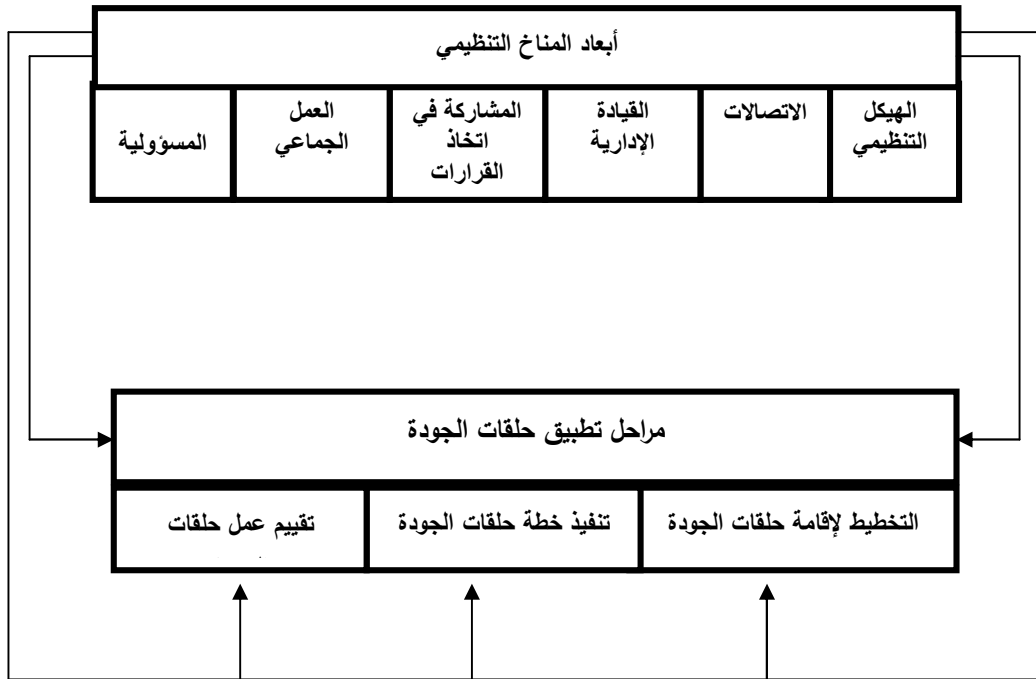 أبعاد المناخ التنظيمي
الهيكل
التنظيمي
الاتصالات
القيادة
الإدارية
المشاركة في
اتخاذ
القرارات
العمل
الجماعي
المسؤولية
مراحل تطبيق حلقات الجودة
التخطيط لإقامة حلقات الجودة
تنفيذ خطة حلقات الجودة
تقييم عمل حلقات